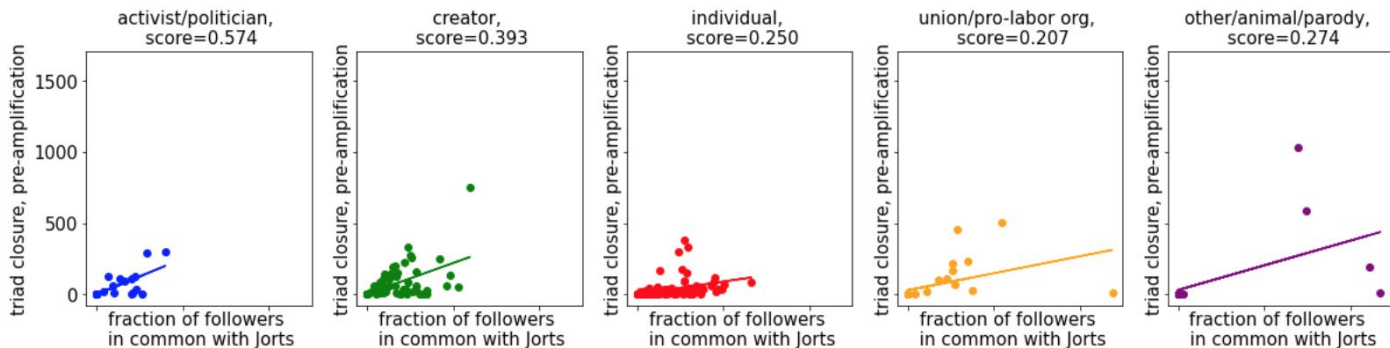 activist/politician,
score=0.574
triad closure, pre-amplification
1500
1000
500
0
fraction of followers
in common with Jorts
creator,
score=0.393
triad closure, pre-amplification
fraction of followers
in common with Jorts
individual,
score=0.250
triad closure, pre-amplification
fraction of followers
in common with Jorts
union/pro-labor org,
score=0.207
triad closure, pre-amplification
fraction of followers
in common with Jorts
other/animal/parody,
score=0.274
triad closure, pre-amplification
fraction of followers
in common with Jorts